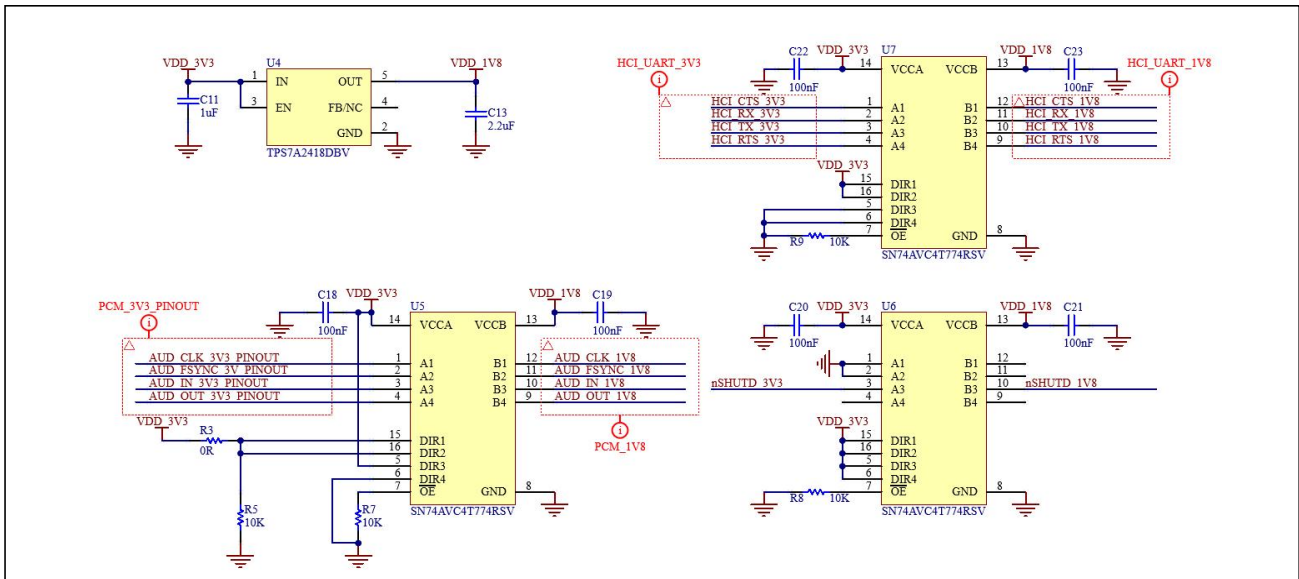 VDD_3V3
U4
VDD_1V8
1 IN OUT 5
3 EN FB/NC 4
GND 2
C11
1uF
C13
2.2uF
TPS7A2418DBV
HCI_UART_3V3
C22
100nF
VDD_3V3
U7
VDD_1V8
C23
100nF
HCI_UART_1V8
14 VCCA VCCB 13
HCI_CTS_3V3 1 A1 B1 12 HCI_CTS_1V8
HCI_RX_3V3 2 A2 B2 11 HCI_RX_1V8
HCI_TX_3V3 3 A3 B3 10 HCI_TX_1V8
HCI_RTS_3V3 4 A4 B4 9 HCI_RTS_1V8
VDD_3V3
15 DIR1
16 DIR2
5 DIR3
6 DIR4
R9 10K 7 OE GND 8
SN74AVC4T774RSV
PCM_3V3_PINOUT
C18
100nF
VDD_3V3
U5
VDD_1V8
C19
100nF
14 VCCA VCCB 13
AUD_CLK_3V3_PINOUT 1 A1 B1 12 AUD_CLK_1V8
AUD_FSYNC_3V_PINOUT 2 A2 B2 11 AUD_FSYNC_1V8
AUD_IN_3V3_PINOUT 3 A3 B3 10 AUD_IN_1V8
AUD_OUT_3V3_PINOUT 4 A4 B4 9 AUD_OUT_1V8
PCM_1V8
VDD_3V3
R3
0R
15 DIR1
16 DIR2
5 DIR3
6 DIR4
7 OE GND 8
R5
10K
R7
10K
SN74AVC4T774RSV
C20
100nF
VDD_3V3
U6
VDD_1V8
C21
100nF
14 VCCA VCCB 13
1 A1 B1 12
2 A2 B2 11
nSHUTD_3V3 3 A3 B3 10 nSHUTD_1V8
4 A4 B4 9
VDD_3V3
15 DIR1
16 DIR2
5 DIR3
6 DIR4
R8 10K 7 OE GND 8
SN74AVC4T774RSV